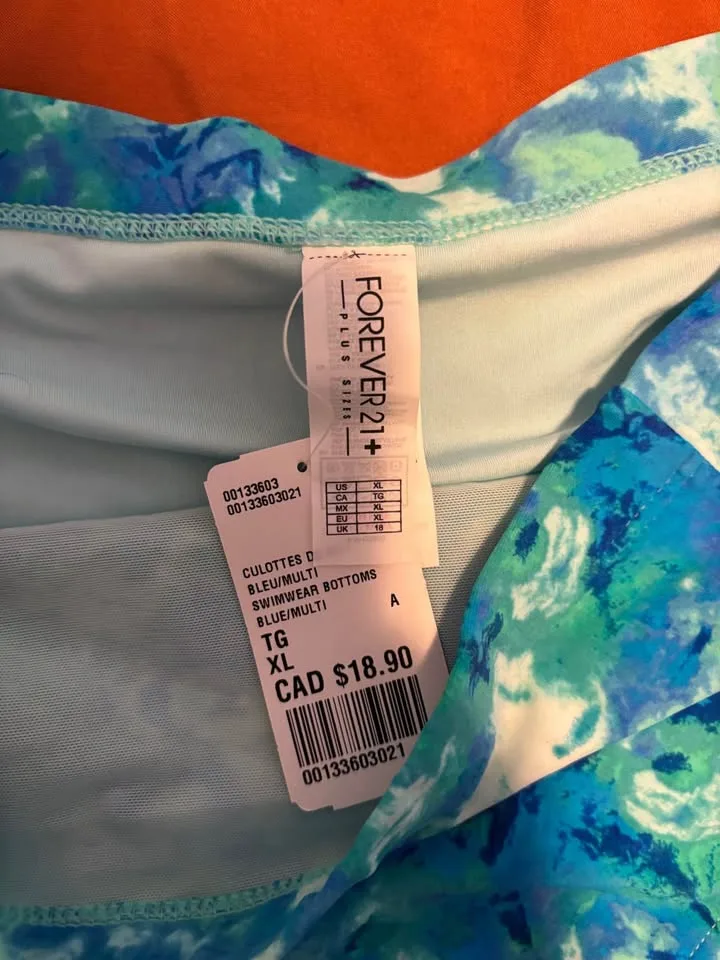 FOREVER21+
PLUS SIZES
US XL
CA TG
MX XL
EU XL
UK 18
00133603
00133603021
CULOTTES D
BLEU/MULTI
SWIMWEAR BOTTOMS
BLUE/MULTI
A
TG
XL
CAD $18.90
00133603021